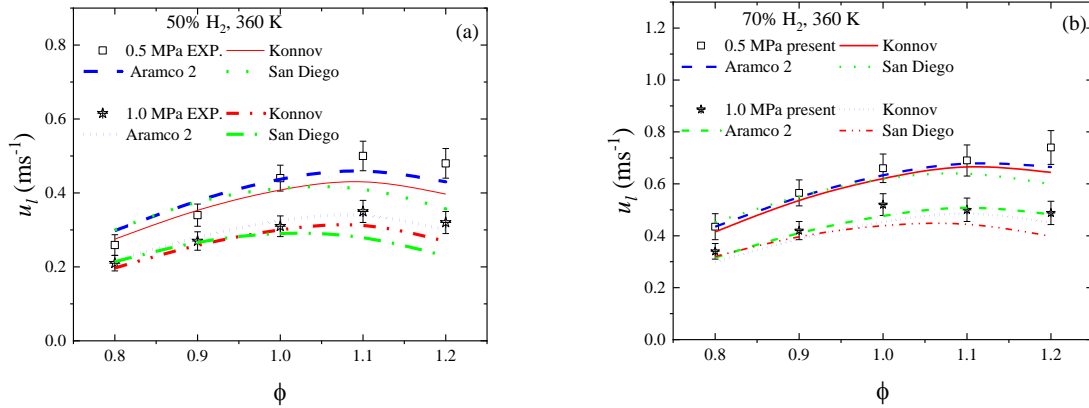 50% H2, 360 K
(a)
0.5 MPa EXP. Konnov
Aramco 2 San Diego
1.0 MPa EXP. Konnov
Aramco 2 San Diego
0.8
0.6
0.4
0.2
0.0
ul (ms-1)
0.8 0.9 1.0 1.1 1.2
ϕ
70% H2, 360 K
(b)
0.5 MPa present Konnov
Aramco 2 San Diego
1.0 MPa present Konnov
Aramco 2 San Diego
1.2
1.0
0.8
0.6
0.4
0.2
0.0
ul (ms-1)
0.8 0.9 1.0 1.1 1.2
ϕ